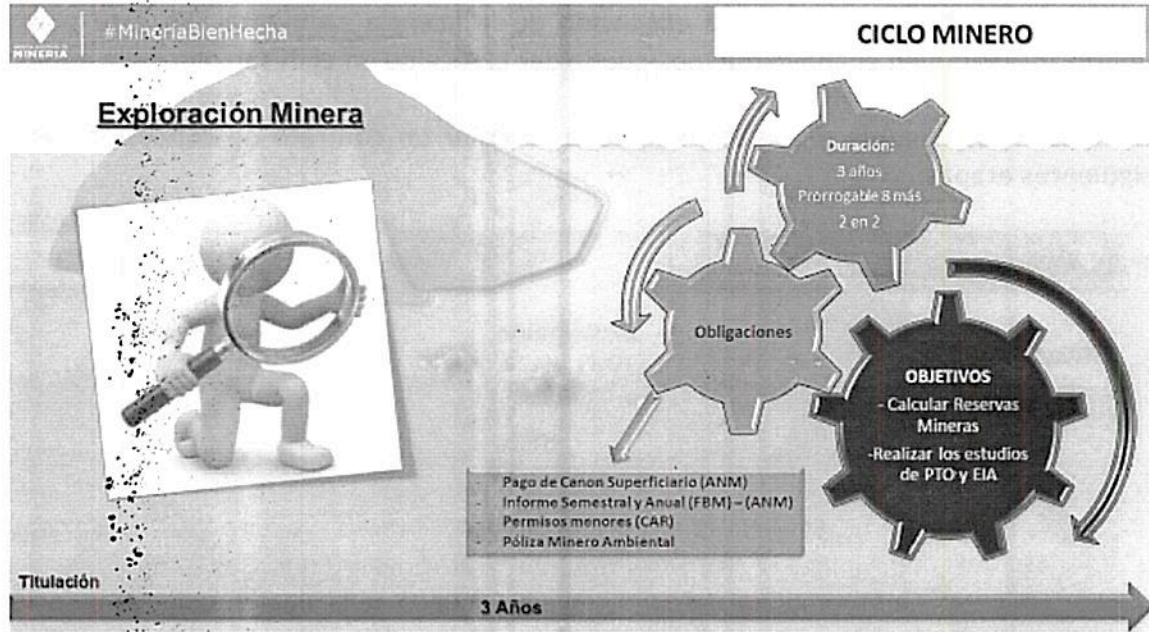 MINERÍA
#MineríaBienHecha
CICLO MINERO
Exploración Minera
Duración:
3 años
Prorrogable 8 más
2 en 2
Obligaciones
OBJETIVOS
- Calcular Reservas
Mineras
-Realizar los estudios
de PTO y EIA
- Pago de Canon Superficiario (ANM)
- Informe Semestral y Anual (FBM) – (ANM)
- Permisos menores (CAR)
- Póliza Minero Ambiental
Titulación
3 Años